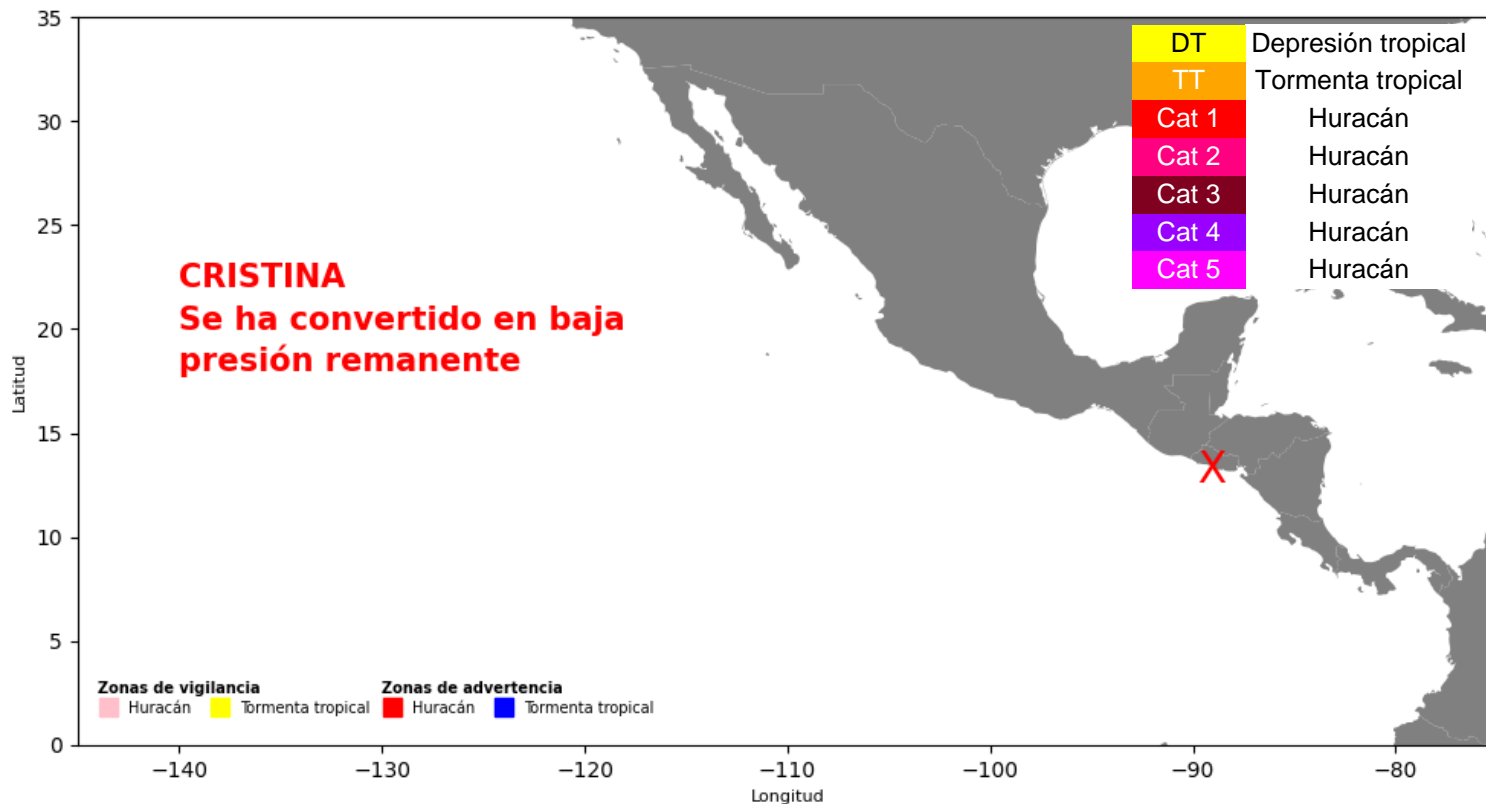 35
30
25
20
15
10
5
0
Latitud
DT Depresión tropical
TT Tormenta tropical
Cat 1 Huracán
Cat 2 Huracán
Cat 3 Huracán
Cat 4 Huracán
Cat 5 Huracán
CRISTINA
Se ha convertido en baja
presión remanente
X
Zonas de vigilancia Zonas de advertencia
Huracán Tormenta tropical Huracán Tormenta tropical
−140 −130 −120 −110 −100 −90 −80
Longitud